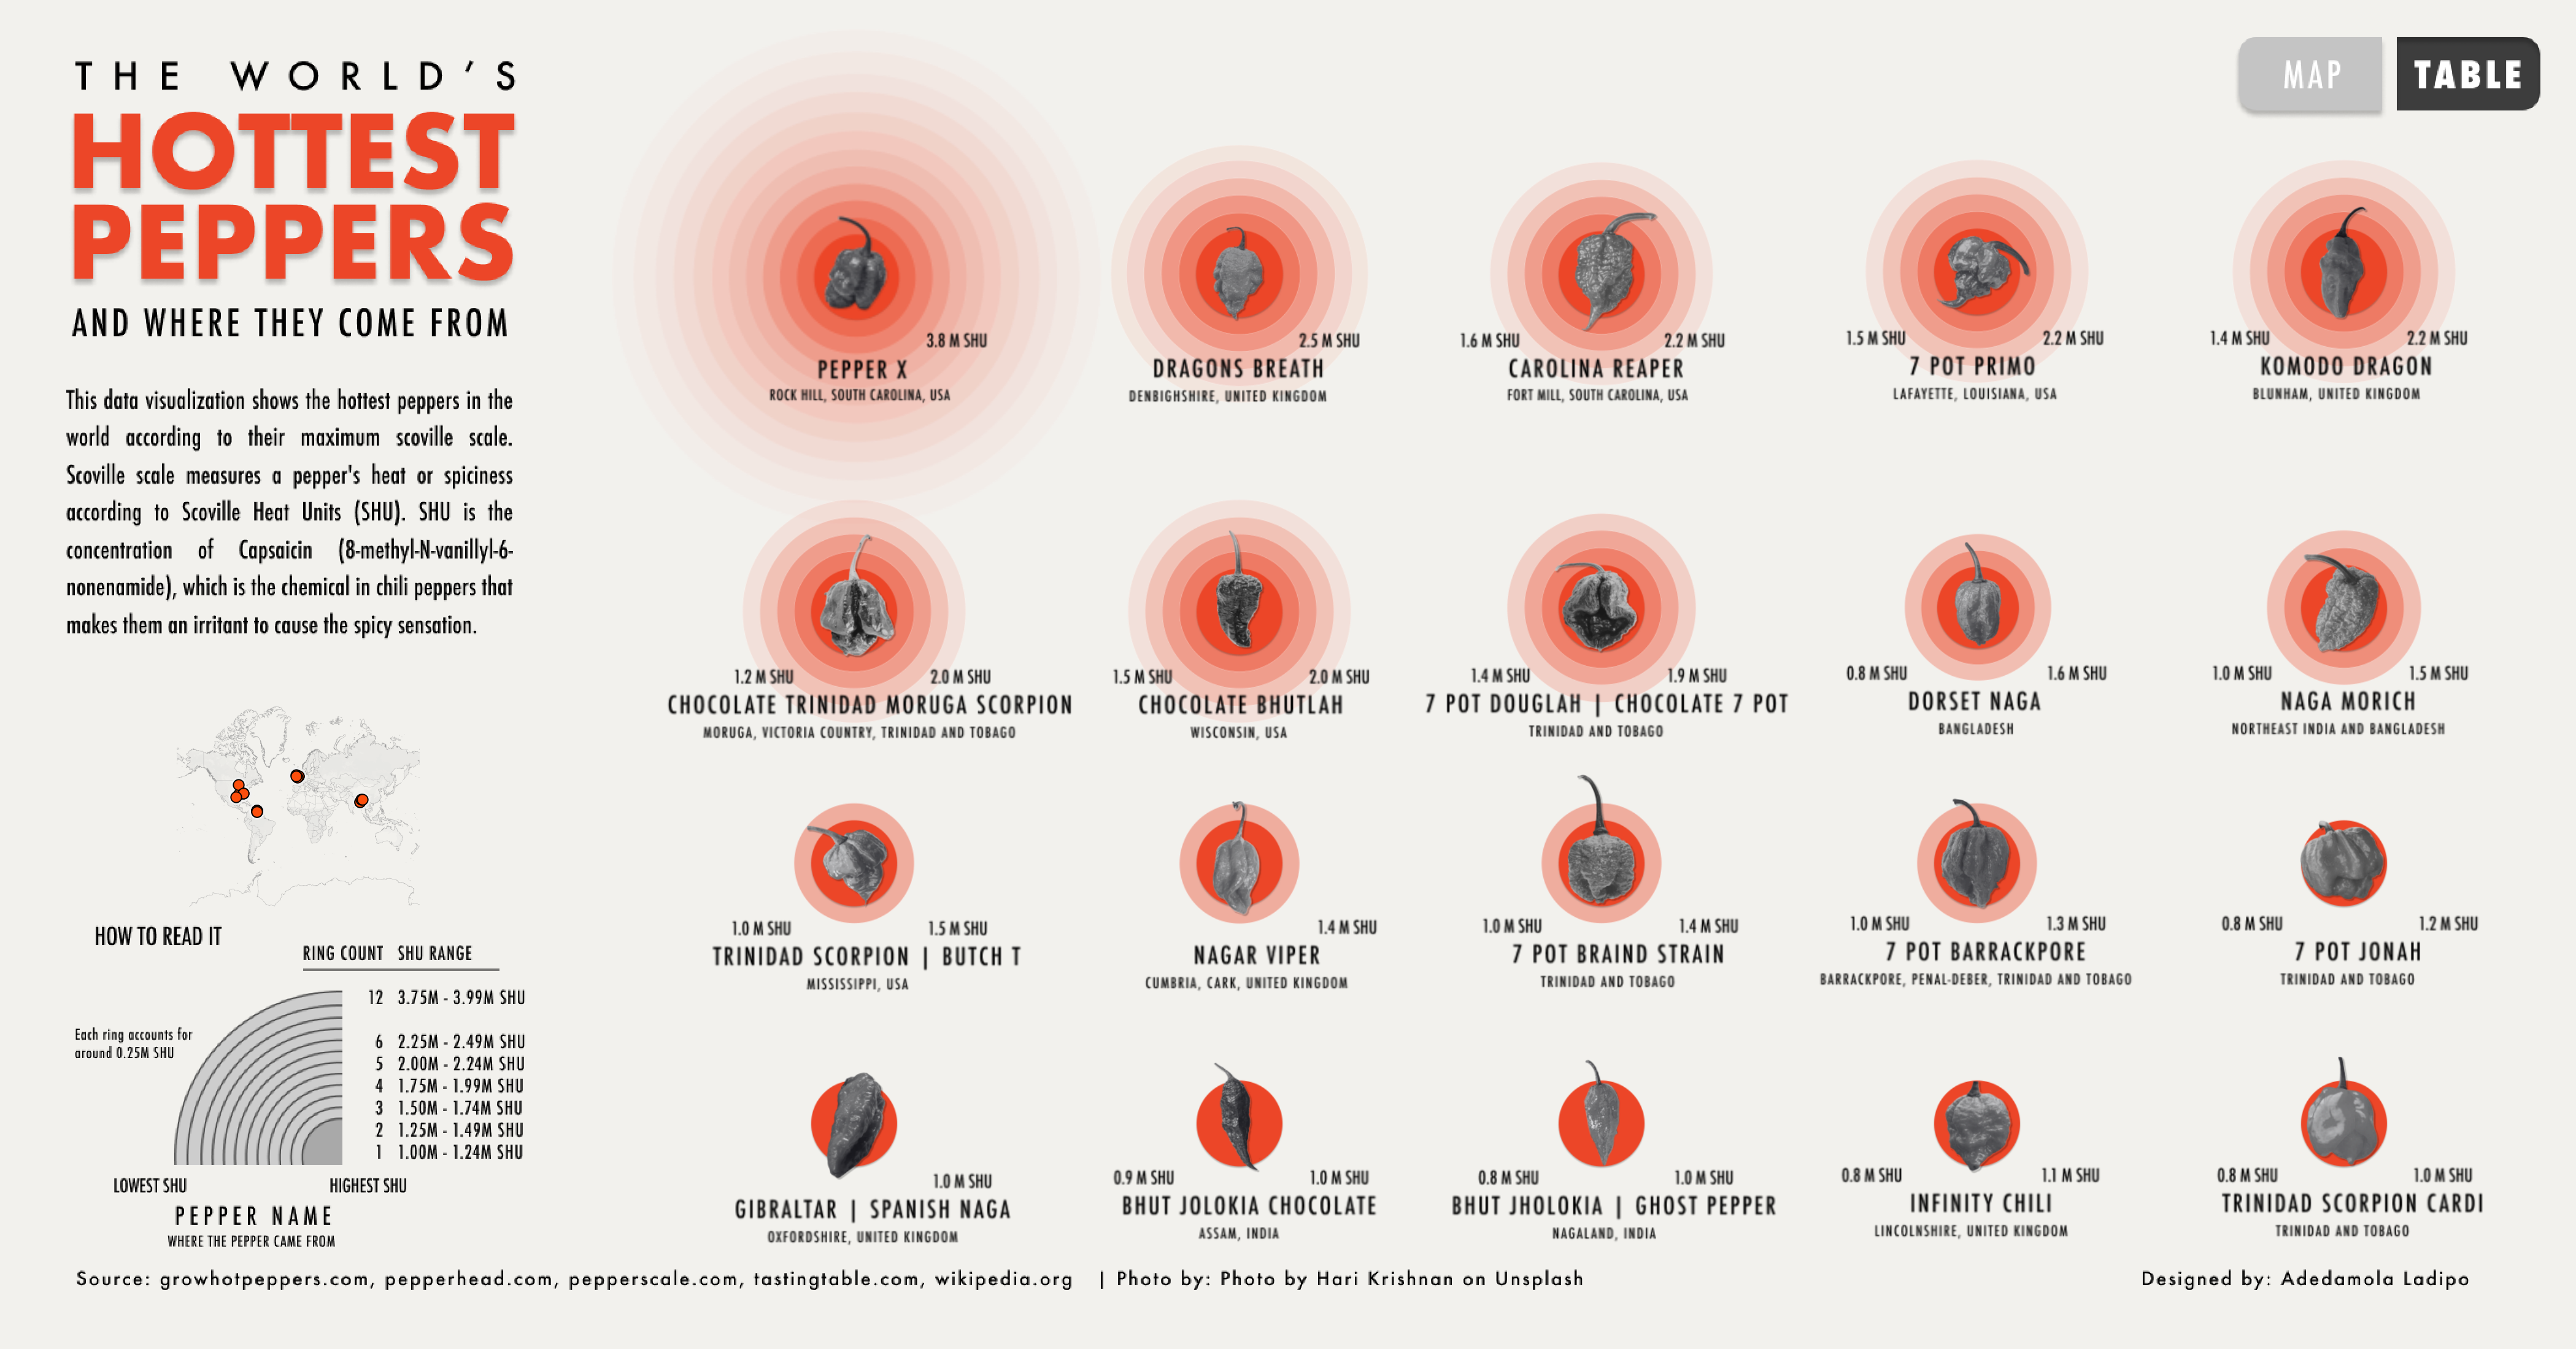 THE WORLD'S
HOTTEST
PEPPERS
AND WHERE THEY COME FROM
This data visualization shows the hottest peppers in the
world according to their maximum scoville scale.
Scoville scale measures a pepper's heat or spiciness
according to Scoville Heat Units (SHU). SHU is the
concentration of Capsaicin (8-methyl-N-vanillyl-6-
nonenamide), which is the chemical in chili peppers that
makes them an irritant to cause the spicy sensation.
HOW TO READ IT
RING COUNT SHU RANGE
12 3.75M - 3.99M SHU
6 2.25M - 2.49M SHU
5 2.00M - 2.24M SHU
4 1.75M - 1.99M SHU
3 1.50M - 1.74M SHU
2 1.25M - 1.49M SHU
1 1.00M - 1.24M SHU
Each ring accounts for
around 0.25M SHU
LOWEST SHU HIGHEST SHU
PEPPER NAME
WHERE THE PEPPER CAME FROM
MAP TABLE
3.8 M SHU
PEPPER X
ROCK HILL, SOUTH CAROLINA, USA
2.5 M SHU
DRAGONS BREATH
DENBIGHSHIRE, UNITED KINGDOM
1.6 M SHU 2.2 M SHU
CAROLINA REAPER
FORT MILL, SOUTH CAROLINA, USA
1.5 M SHU 2.2 M SHU
7 POT PRIMO
LAFAYETTE, LOUISIANA, USA
1.4 M SHU 2.2 M SHU
KOMODO DRAGON
BLUNHAM, UNITED KINGDOM
1.2 M SHU 2.0 M SHU
CHOCOLATE TRINIDAD MORUGA SCORPION
MORUGA, VICTORIA COUNTRY, TRINIDAD AND TOBAGO
1.5 M SHU 2.0 M SHU
CHOCOLATE BHUTLAH
WISCONSIN, USA
1.4 M SHU 1.9 M SHU
7 POT DOUGLAH | CHOCOLATE 7 POT
TRINIDAD AND TOBAGO
0.8 M SHU 1.6 M SHU
DORSET NAGA
BANGLADESH
1.0 M SHU 1.5 M SHU
NAGA MORICH
NORTHEAST INDIA AND BANGLADESH
1.0 M SHU 1.5 M SHU
TRINIDAD SCORPION | BUTCH T
MISSISSIPPI, USA
1.4 M SHU
NAGAR VIPER
CUMBRIA, CARK, UNITED KINGDOM
1.0 M SHU 1.4 M SHU
7 POT BRAIND STRAIN
TRINIDAD AND TOBAGO
1.0 M SHU 1.3 M SHU
7 POT BARRACKPORE
BARRACKPORE, PENAL-DEBER, TRINIDAD AND TOBAGO
0.8 M SHU 1.2 M SHU
7 POT JONAH
TRINIDAD AND TOBAGO
1.0 M SHU
GIBRALTAR | SPANISH NAGA
OXFORDSHIRE, UNITED KINGDOM
0.9 M SHU 1.0 M SHU
BHUT JOLOKIA CHOCOLATE
ASSAM, INDIA
0.8 M SHU 1.0 M SHU
BHUT JHOLOKIA | GHOST PEPPER
NAGALAND, INDIA
0.8 M SHU 1.1 M SHU
INFINITY CHILI
LINCOLNSHIRE, UNITED KINGDOM
0.8 M SHU 1.0 M SHU
TRINIDAD SCORPION CARDI
TRINIDAD AND TOBAGO
Source: growhotpeppers.com, pepperhead.com, pepperscale.com, tastingtable.com, wikipedia.org | Photo by: Photo by Hari Krishnan on Unsplash
Designed by: Adedamola Ladipo